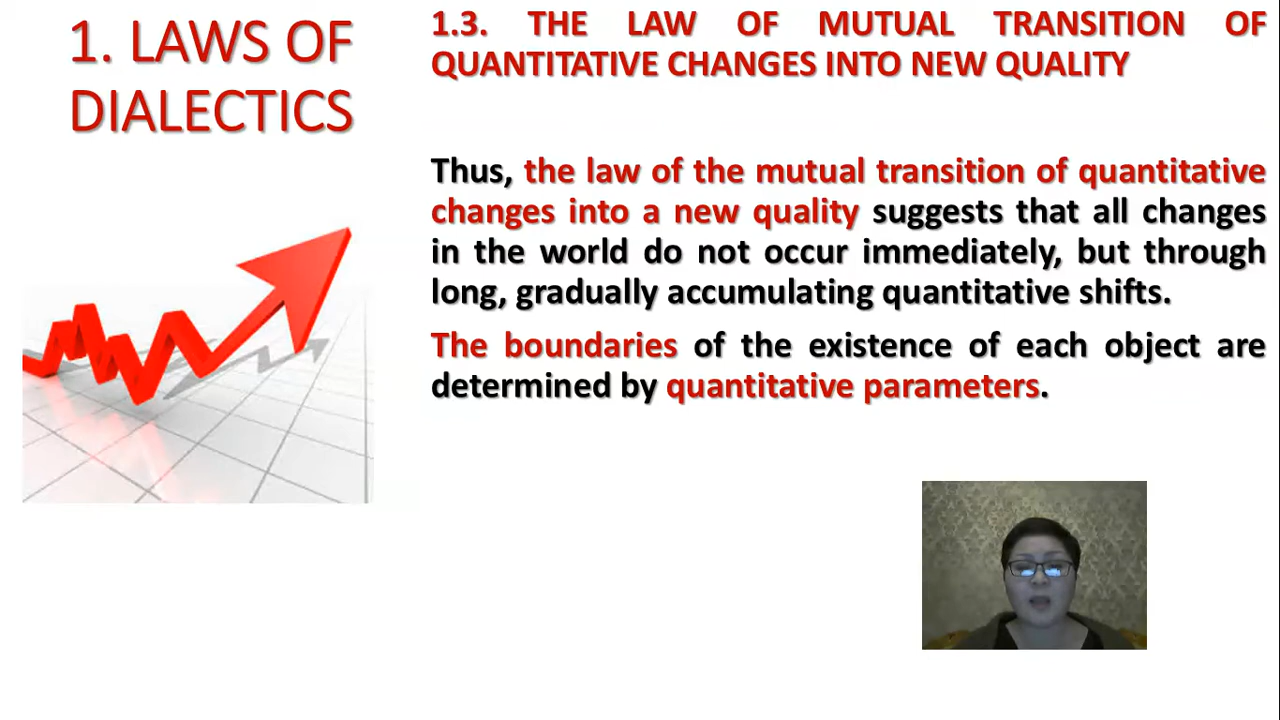 1. LAWS OF
DIALECTICS
1.3. THE LAW OF MUTUAL TRANSITION OF
QUANTITATIVE CHANGES INTO NEW QUALITY
Thus, the law of the mutual transition of quantitative
changes into a new quality suggests that all changes
in the world do not occur immediately, but through
long, gradually accumulating quantitative shifts.
The boundaries of the existence of each object are
determined by quantitative parameters.